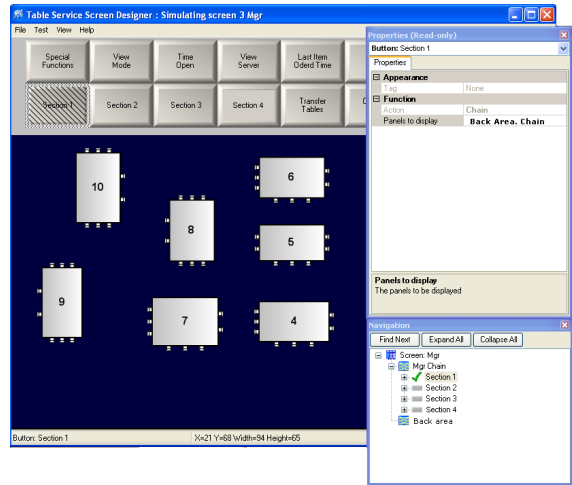 Table Service Screen Designer : Simulating screen 3 Mgr
File Test View Help
Special Functions
View Mode
Time Open
View Server
Last Item Oderd Time
Section 1
Section 2
Section 3
Section 4
Transfer Tables
10
6
8
5
9
7
4
Button: Section 1
X=21 Y=68 Width=94 Height=65
Properties (Read-only)
Button: Section 1
Properties
Appearance
Tag None
Function
Action Chain
Panels to display Back Area. Chain
Panels to display
The panels to be displayed
Navigation
Find Next Expand All Collapse All
Screen: Mgr
Mgr Chain
Section 1
Section 2
Section 3
Section 4
Back area